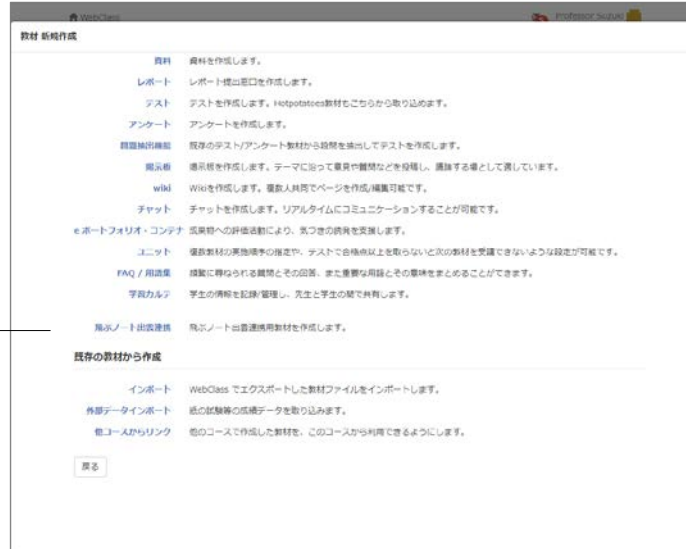 WebClass
Professor Suzuki
教材 新規作成
資料 資料を作成します。
レポート レポート提出窓口を作成します。
テスト テストを作成します。Hotpotatoes教材もこちらから取り込めます。
アンケート アンケートを作成します。
問題抽出機能 既存のテスト/アンケート教材から設問を抽出してテストを作成します。
掲示板 掲示板を作成します。テーマに沿って意見や質問などを投稿し、議論する場として適しています。
wiki Wikiを作成します。複数人共同でページを作成/編集可能です。
チャット チャットを作成します。リアルタイムにコミュニケーションすることが可能です。
e ポートフォリオ・コンテナ 成果物への評価活動により、気づきの誘発を支援します。
ユニット 複数教材の実施順序の指定や、テストで合格点以上を取らないと次の教材を受講できないような設定が可能です。
FAQ / 用語集 頻繁に尋ねられる質問とその回答、また重要な用語とその意味をまとめることができます。
学習カルテ 学生の情報を記録/管理し、先生と学生の間で共有します。
飛ぶノート出書連携 飛ぶノート出書連携用教材を作成します。
既存の教材から作成
インポート WebClass でエクスポートした教材ファイルをインポートします。
外部データインポート 紙の試験等の成績データを取り込みます。
他コースからリンク 他のコースで作成した教材を、このコースから利用できるようにします。
戻る